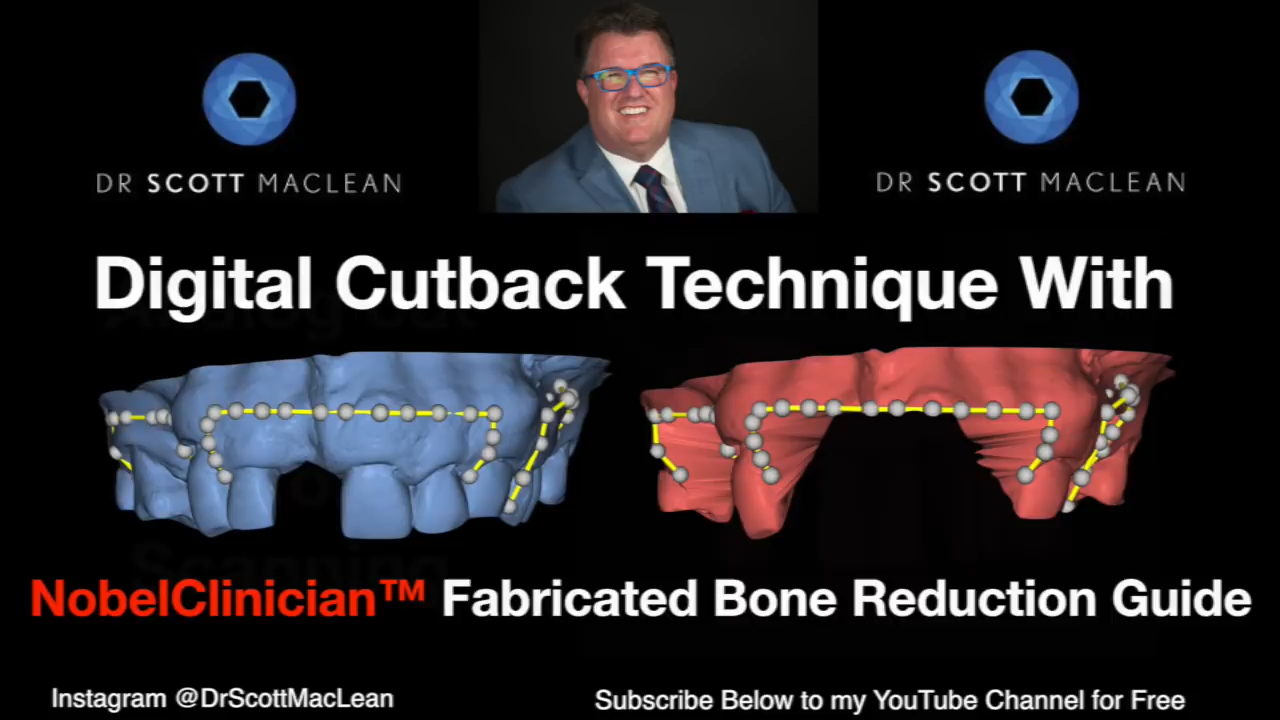 DR SCOTT MACLEAN
DR SCOTT MACLEAN
Digital Cutback Technique With
NobelClinician™ Fabricated Bone Reduction Guide
Instagram @DrScottMacLean
Subscribe Below to my YouTube Channel for Free